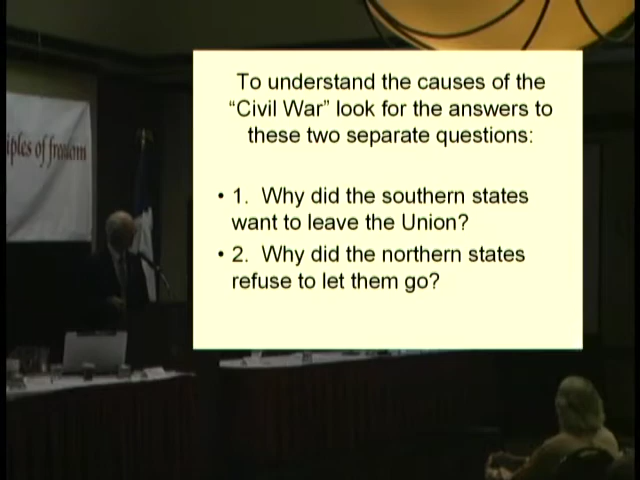 To understand the causes of the
“Civil War” look for the answers to
these two separate questions:
• 1. Why did the southern states
want to leave the Union?
• 2. Why did the northern states
refuse to let them go?
iples of freedom